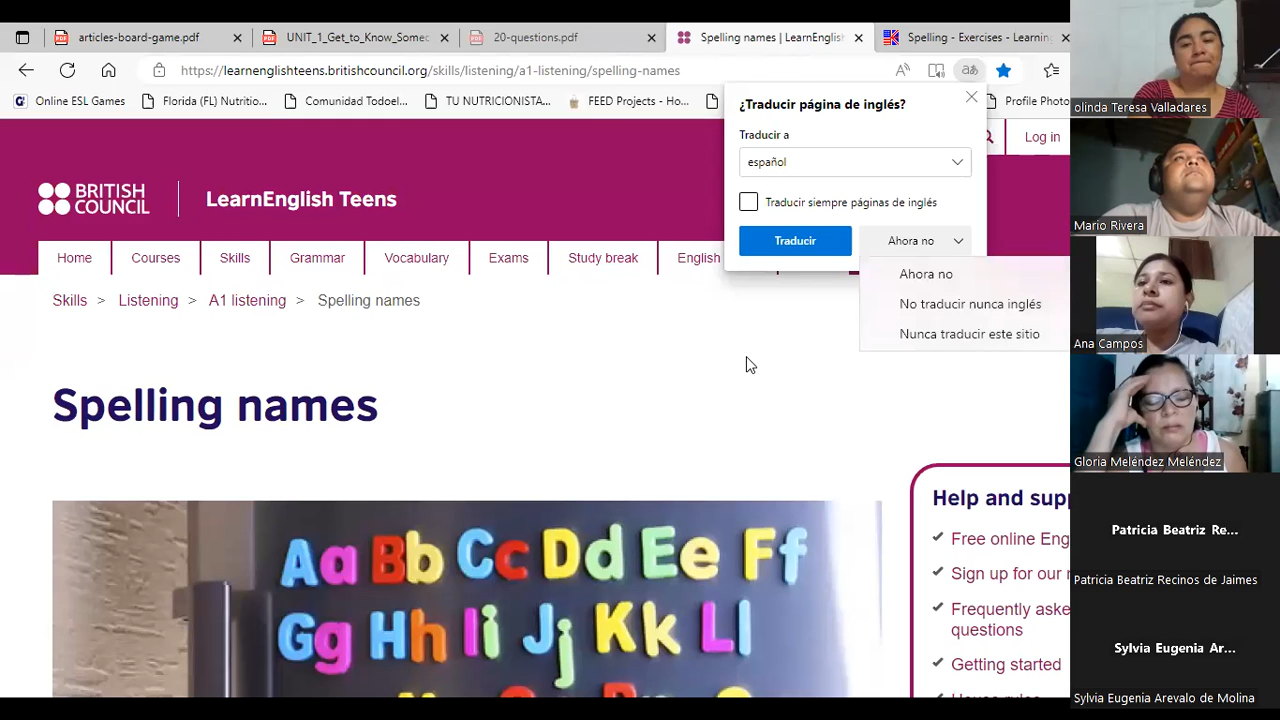 articles-board-game.pdf
UNIT_1_Get_to_Know_Somec
20-questions.pdf
Spelling names | LearnEnglish
Spelling - Exercises - Learning
https://learnenglishteens.britishcouncil.org/skills/listening/a1-listening/spelling-names
Online ESL Games
Florida (FL) Nutritio...
Comunidad Todoel...
TU NUTRICIONISTA...
FEED Projects - Ho...
Profile Photo
¿Traducir página de inglés?
Traducir a
español
Traducir siempre páginas de inglés
Traducir
Ahora no
Ahora no
No traducir nunca inglés
Nunca traducir este sitio
Log in
BRITISH
COUNCIL
LearnEnglish Teens
Home
Courses
Skills
Grammar
Vocabulary
Exams
Study break
English
Skills > Listening > A1 listening > Spelling names
Spelling names
Aa Bb Cc Dd Ee Ff
Gg Hh Ii Jj Kk Ll
Help and supp
Free online Eng
Sign up for our
Frequently aske
questions
Getting started
House rules
olinda Teresa Valladares
Mario Rivera
Ana Campos
Gloria Meléndez Meléndez
Patricia Beatriz Re...
Patricia Beatriz Recinos de Jaimes
Sylvia Eugenia Ar...
Sylvia Eugenia Arevalo de Molina